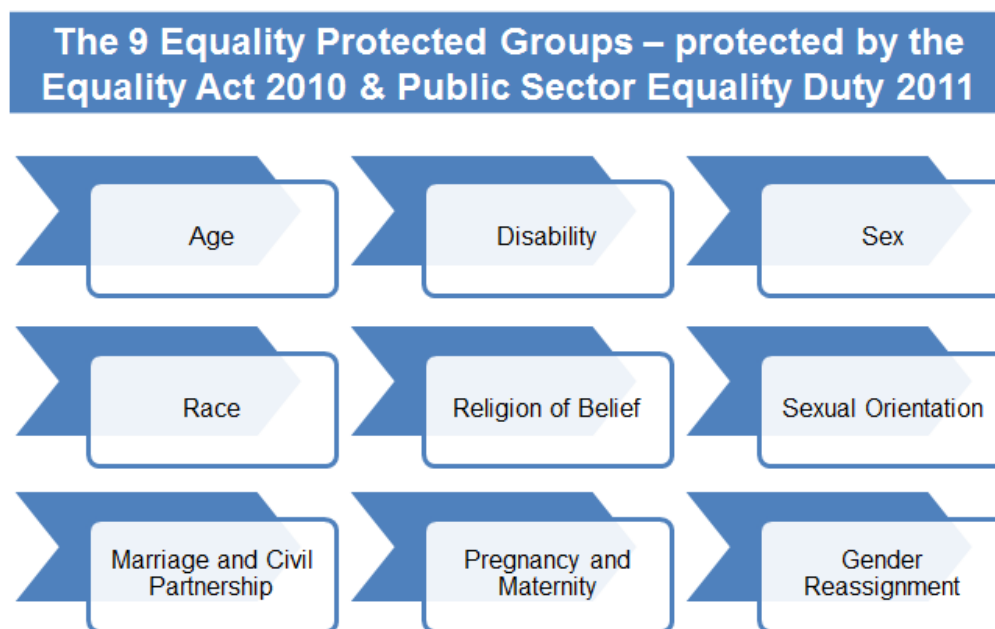 The 9 Equality Protected Groups – protected by the
Equality Act 2010 & Public Sector Equality Duty 2011
Age
Disability
Sex
Race
Religion of Belief
Sexual Orientation
Marriage and Civil
Partnership
Pregnancy and
Maternity
Gender
Reassignment